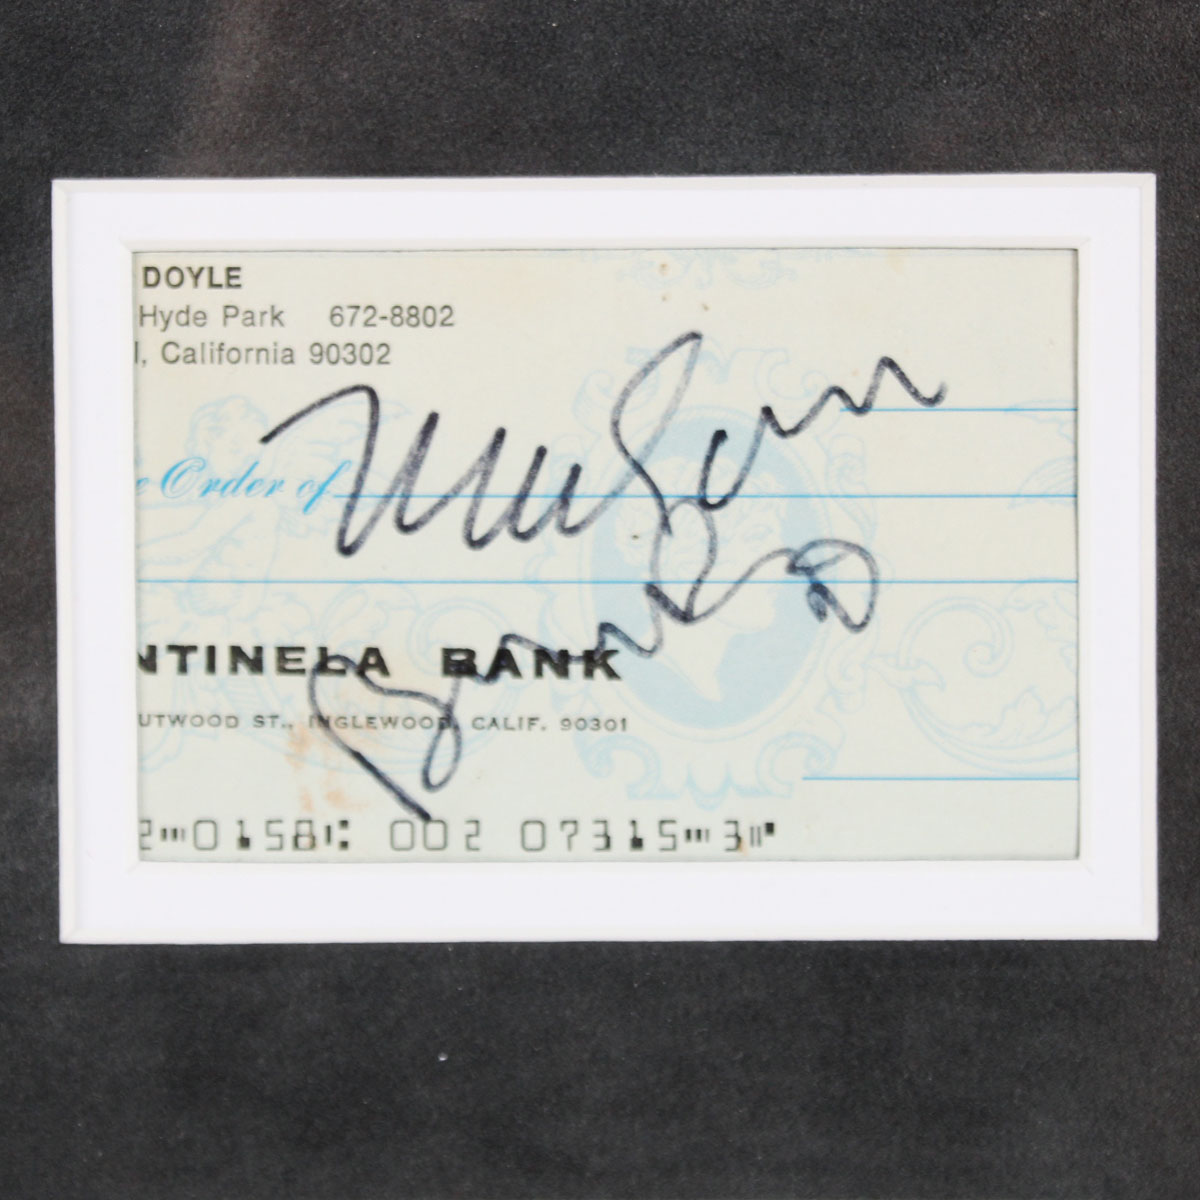 DOYLE
Hyde Park 672-8802
l, California 90302
e Order of
NTINELA BANK
UTWOOD ST., INGLEWOOD, CALIF. 90301
2⑈0158⑆ 002 07315⑈3⑈